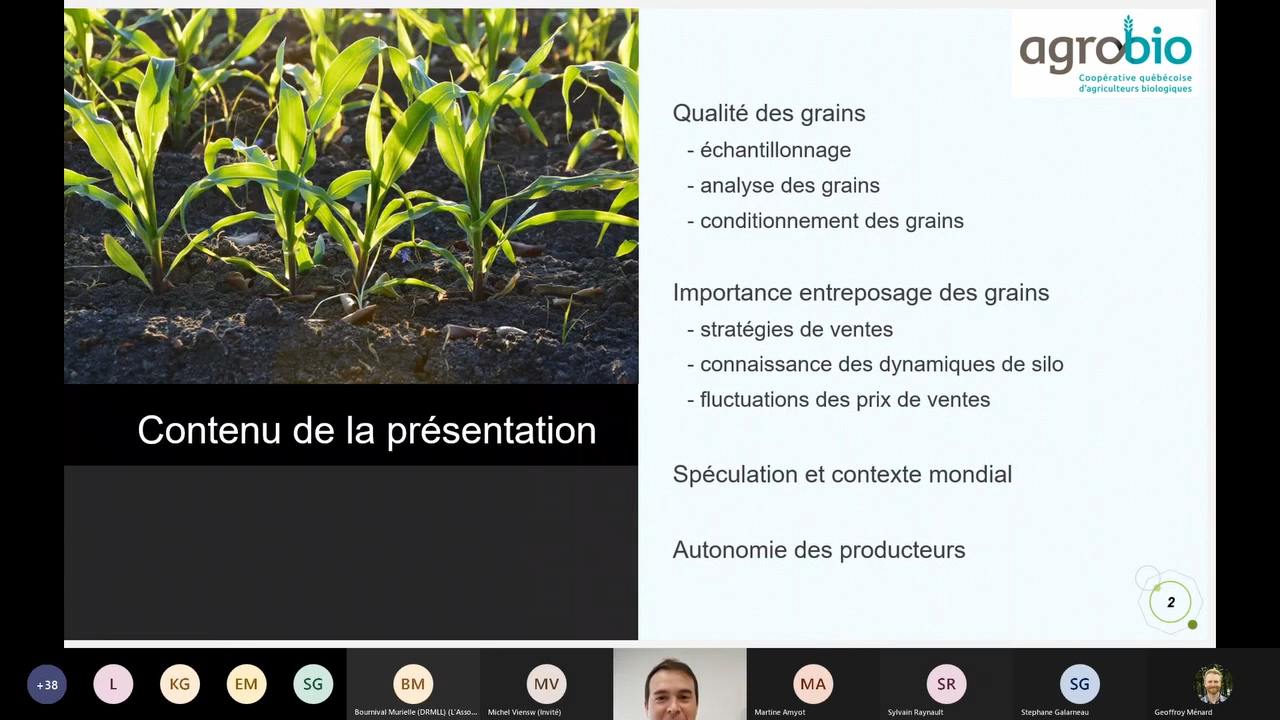 agrobio
Coopérative québécoise
d'agriculteurs biologiques
Qualité des grains
- échantillonnage
- analyse des grains
- conditionnement des grains
Importance entreposage des grains
- stratégies de ventes
- connaissance des dynamiques de silo
- fluctuations des prix de ventes
Contenu de la présentation
Spéculation et contexte mondial
Autonomie des producteurs
2
+38
L
KG
EM
SG
BM
MV
MA
SR
SG
Bournival Murielle (DRMLL) (L'Asso...
Michel Viensw (Invité)
Martine Amyot
Sylvain Raynault
Stephane Galarneau
Geoffroy Ménard